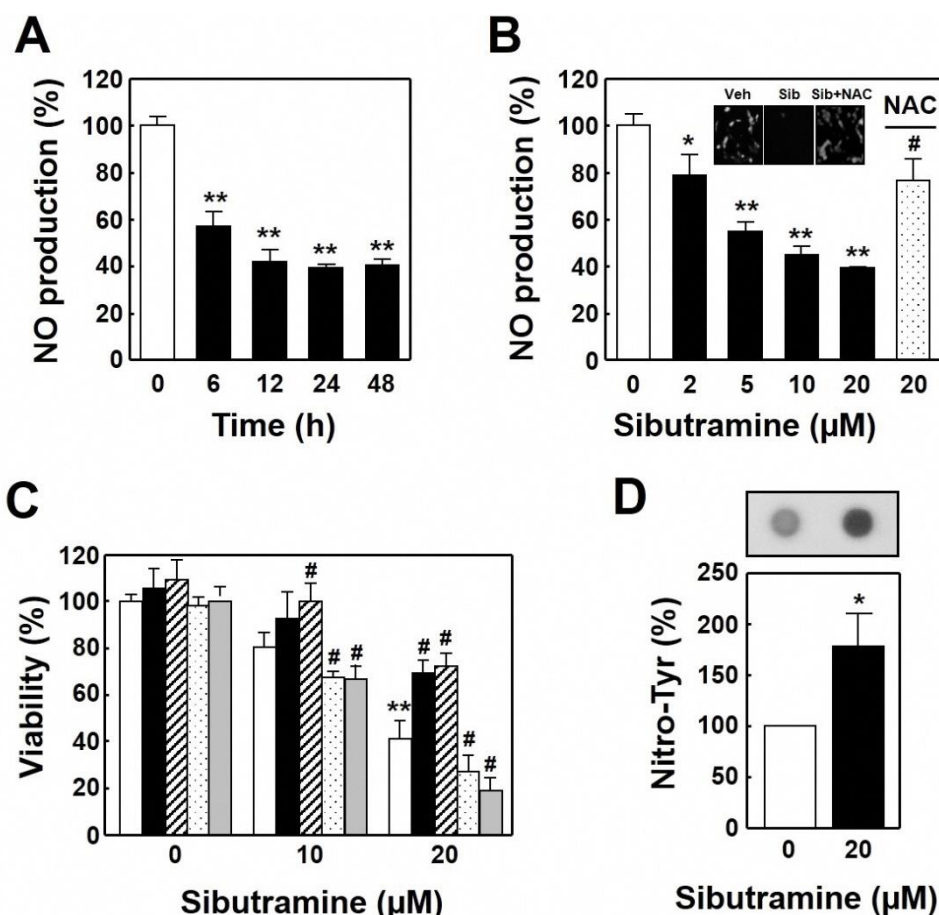 A
NO production (%)
120
100
80
60
40
20
0
**
**
**
**
0 6 12 24 48
Time (h)
B
NO production (%)
120
100
80
60
40
20
0
Veh Sib Sib+NAC
NAC
*
**
**
**
#
0 2 5 10 20 20
Sibutramine (µM)
C
Viability (%)
120
100
80
60
40
20
0
#
# #
**
# #
#
#
0 10 20
Sibutramine (µM)
D
Nitro-Tyr (%)
250
200
150
100
50
0
*
0 20
Sibutramine (µM)